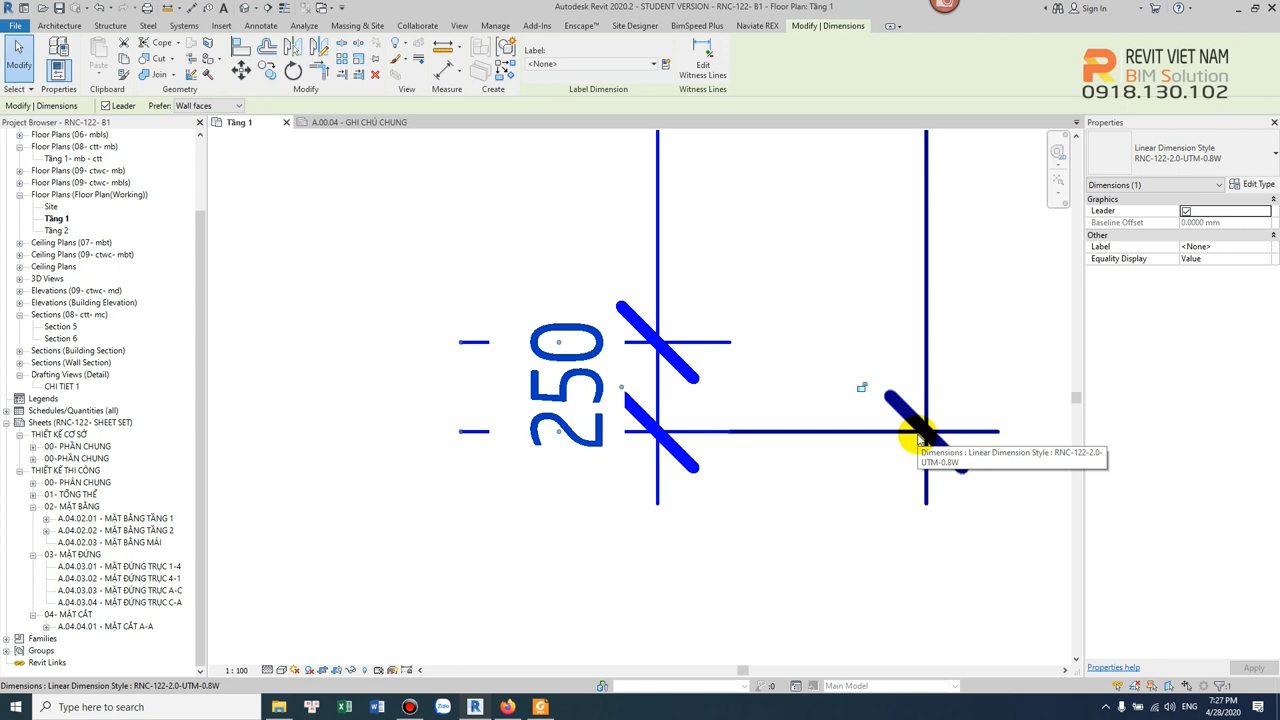 Autodesk Revit 2020.2 - STUDENT VERSION - RNC-122- B1 - Floor Plan: Tầng 1
Sign In
File Architecture Structure Steel Systems Insert Annotate Analyze Massing & Site Collaborate View Manage Add-Ins Enscape™ Site Designer BimSpeed Plus Naviate REX Modify | Dimensions
Modify
Properties
Paste
Cope
Cut
Join
Label:
<None>
Edit
Witness Lines
Select Properties Clipboard Geometry Modify View Measure Create Label Dimension Witness Lines
REVIT VIET NAM
BIM Solution
0918.130.102
Modify | Dimensions Leader Prefer: Wall faces
Project Browser - RNC-122- B1
Floor Plans (06- mbls)
Floor Plans (08- ctt- mb)
Tầng 1- mb - ctt
Floor Plans (09- ctwc- mb)
Floor Plans (09- ctwc- mbls)
Floor Plans (Floor Plan(Working))
Site
Tầng 1
Tầng 2
Ceiling Plans (07- mbt)
Ceiling Plans (09- ctwc- mbt)
Ceiling Plans
3D Views
Elevations (09- ctwc- md)
Elevations (Building Elevation)
Sections (08- ctt- mc)
Section 5
Section 6
Sections (Building Section)
Sections (Wall Section)
Drafting Views (Detail)
CHI TIET 1
Legends
Schedules/Quantities (all)
Sheets (RNC-122- SHEET SET)
THIẾT KẾ CƠ SỞ
00- PHẦN CHUNG
00--PHẦN CHUNG
THIẾT KẾ THI CÔNG
00- PHẦN CHUNG
01- TỔNG THỂ
02- MẶT BẰNG
A.04.02.01 - MẶT BẰNG TẦNG 1
A.04.02.02 - MẶT BẰNG TẦNG 2
A.04.02.03 - MẶT BẰNG MÁI
03- MẶT ĐỨNG
A.04.03.01 - MẶT ĐỨNG TRỤC 1-4
A.04.03.02 - MẶT ĐỨNG TRỤC 4-1
A.04.03.03 - MẶT ĐỨNG TRỤC A-C
A.04.03.04 - MẶT ĐỨNG TRỤC C-A
04- MẶT CẮT
A.04.04.01 - MẶT CẮT A-A
Families
Groups
Revit Links
Tầng 1
A.00.04 - GHI CHÚ CHUNG
250
Dimensions : Linear Dimension Style : RNC-122-2.0-
UTM-0.8W
Properties
Linear Dimension Style
RNC-122-2.0-UTM-0.8W
Dimensions (1) Edit Type
Graphics
Leader
Baseline Offset 0.0000 mm
Other
Label <None>
Equality Display Value
Properties help Apply
1 : 100
Dimensions : Linear Dimension Style : RNC-122-2.0-UTM-0.8W :0 Main Model :1
Type here to search
Zalo
ENG
7:27 PM
4/28/2020